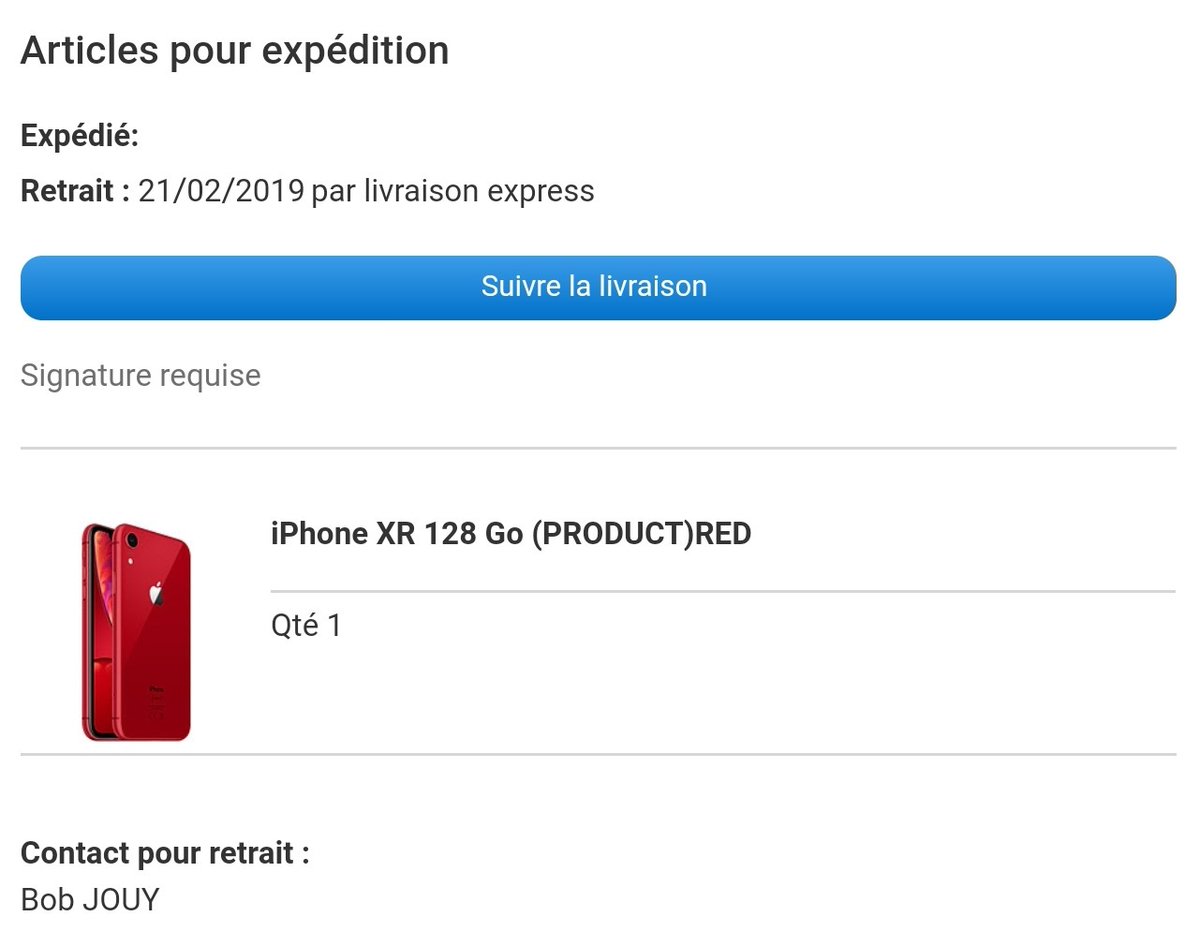 Articles pour expédition
Expédié:
Retrait : 21/02/2019 par livraison express
Suivre la livraison
Signature requise
iPhone XR 128 Go (PRODUCT)RED
Qté 1
Contact pour retrait :
Bob JOUY